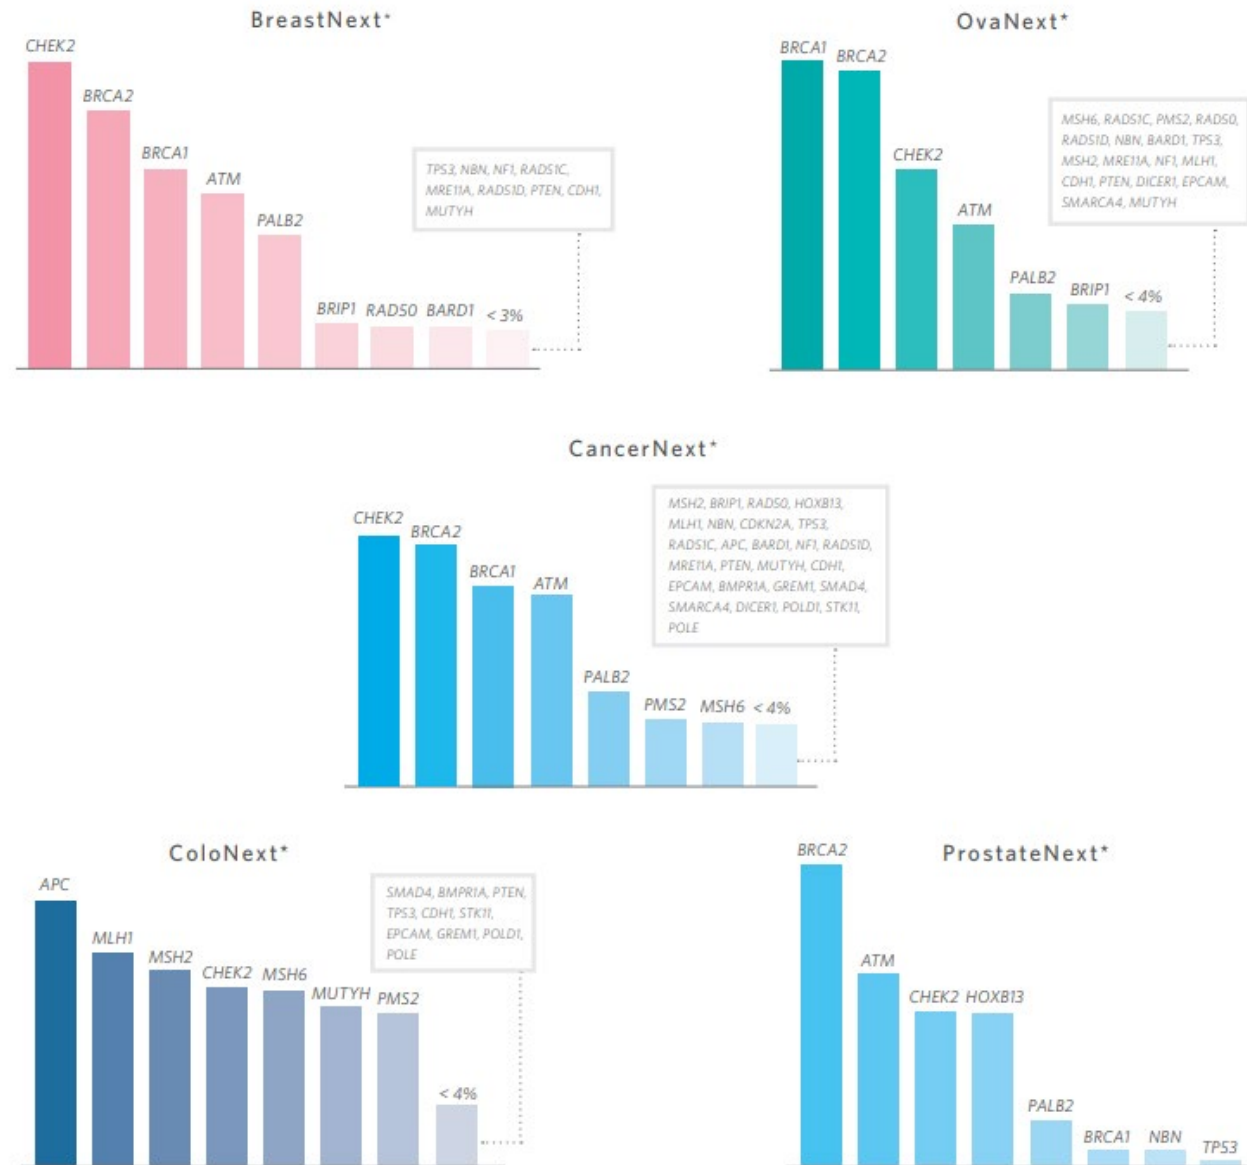 BreastNext*
CHEK2
BRCA2
BRCA1
ATM
PALB2
BRIP1
RAD50
BARD1
< 3%
TP53, NBN, NF1, RAD51C,
MRE11A, RAD51D, PTEN, CDH1,
MUTYH
OvaNext*
BRCA1
BRCA2
CHEK2
ATM
PALB2
BRIP1
< 4%
MSH6, RAD51C, PMS2, RAD50,
RAD51D, NBN, BARD1, TP53,
MSH2, MRE11A, NF1, MLH1,
CDH1, PTEN, DICER1, EPCAM,
SMARCA4, MUTYH
CancerNext*
CHEK2
BRCA2
BRCA1
ATM
PALB2
PMS2
MSH6
< 4%
MSH2, BRIP1, RAD50, HOXB13,
MLH1, NBN, CDKN2A, TP53,
RAD51C, APC, BARD1, NF1, RAD51D,
MRE11A, PTEN, MUTYH, CDH1,
EPCAM, BMPR1A, GREM1, SMAD4,
SMARCA4, DICER1, POLD1, STK11,
POLE
ColoNext*
APC
MLH1
MSH2
CHEK2
MSH6
MUTYH
PMS2
< 4%
SMAD4, BMPR1A, PTEN,
TP53, CDH1, STK11,
EPCAM, GREM1, POLD1,
POLE
ProstateNext*
BRCA2
ATM
CHEK2
HOXB13
PALB2
BRCA1
NBN
TP53